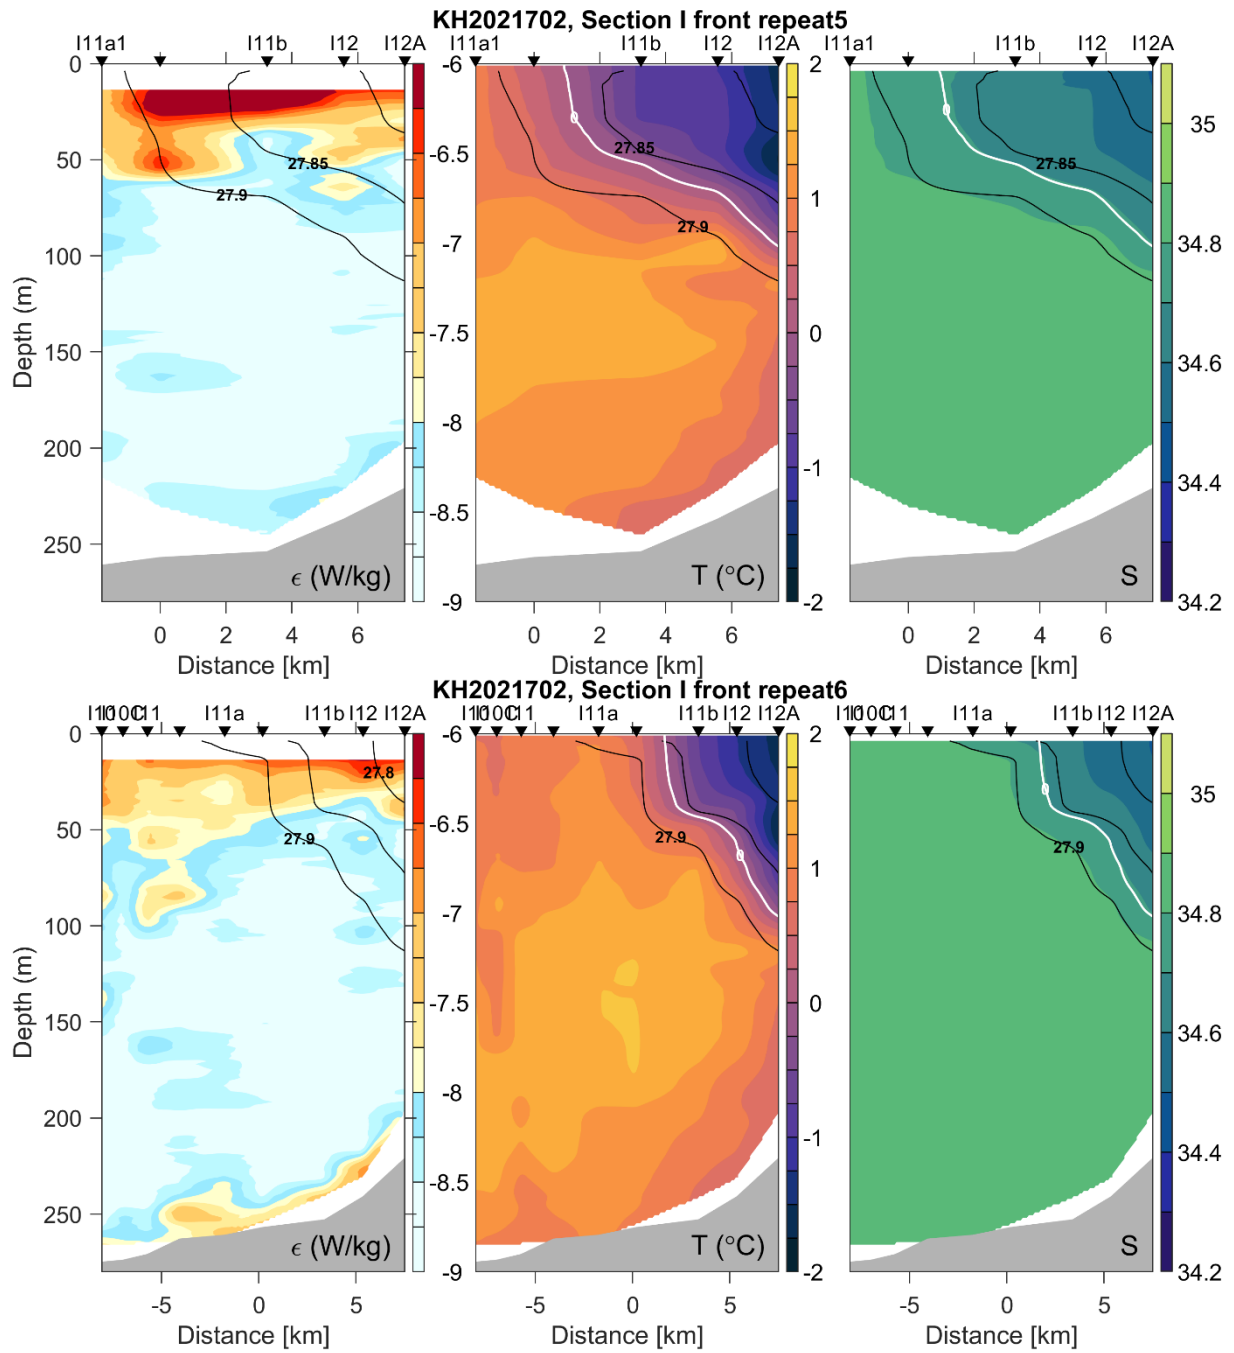 KH2021702, Section I front repeat5
I11a1 I11b I12 I12A I11a1 I11b I12 I12A I11a1 I11b I12 I12A
0 50 100 150 200 250
Depth (m)
27.85
27.9
ϵ (W/kg)
-6 -6.5 -7 -7.5 -8 -8.5 -9
0
27.85
27.9
T (°C)
2 1 0 -1 -2
0
27.85
S
35 34.8 34.6 34.4 34.2
0 2 4 6 0 2 4 6 0 2 4 6
Distance [km] Distance [km] Distance [km]
KH2021702, Section I front repeat6
I11a I11b I12 I12A I11a I11b I12 I12A I11a I11b I12 I12A
0 50 100 150 200 250
Depth (m)
27.8
27.9
ϵ (W/kg)
-6 -6.5 -7 -7.5 -8 -8.5 -9
27.9
0
T (°C)
2 1 0 -1 -2
0
27.9
S
35 34.8 34.6 34.4 34.2
-5 0 5 -5 0 5 -5 0 5
Distance [km] Distance [km] Distance [km]